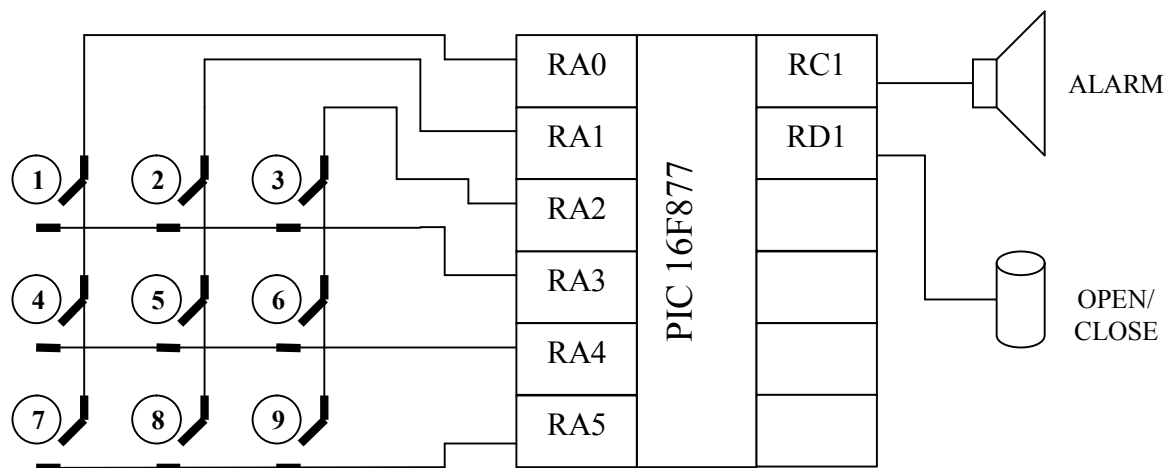 RA0
RC1
ALARM
RA1
RD1
1
2
3
RA2
PIC 16F877
RA3
4
5
6
OPEN/
CLOSE
RA4
7
8
9
RA5